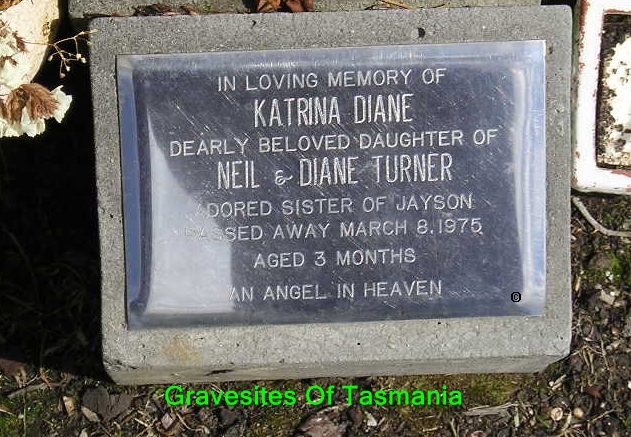 IN LOVING MEMORY OF
KATRINA DIANE
DEARLY BELOVED DAUGHTER OF
NEIL & DIANE TURNER
ADORED SISTER OF JAYSON
PASSED AWAY MARCH 8.1975
AGED 3 MONTHS
AN ANGEL IN HEAVEN
©
Gravesites Of Tasmania